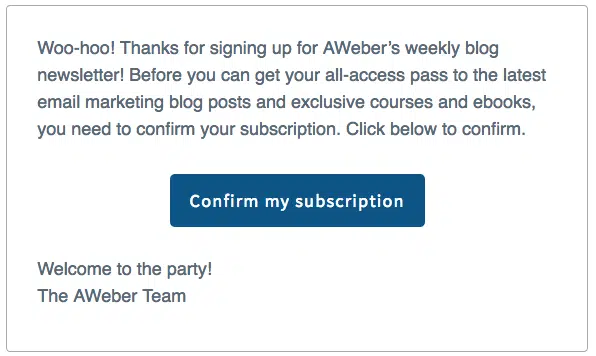 Woo-hoo! Thanks for signing up for AWeber’s weekly blog
newsletter! Before you can get your all-access pass to the latest
email marketing blog posts and exclusive courses and ebooks,
you need to confirm your subscription. Click below to confirm.
Confirm my subscription
Welcome to the party!
The AWeber Team